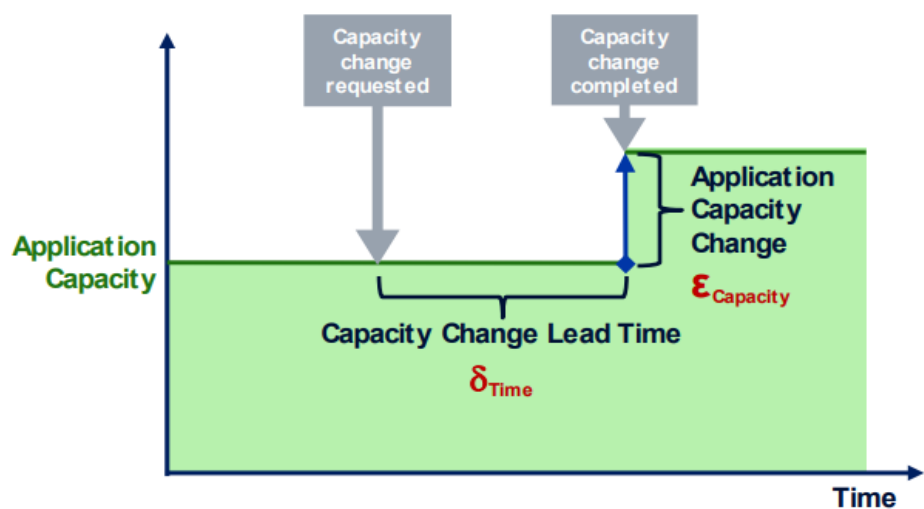 Capacity
change
requested
Capacity
change
completed
Application
Capacity
Application
Capacity
Change
εCapacity
Capacity Change Lead Time
δTime
Time